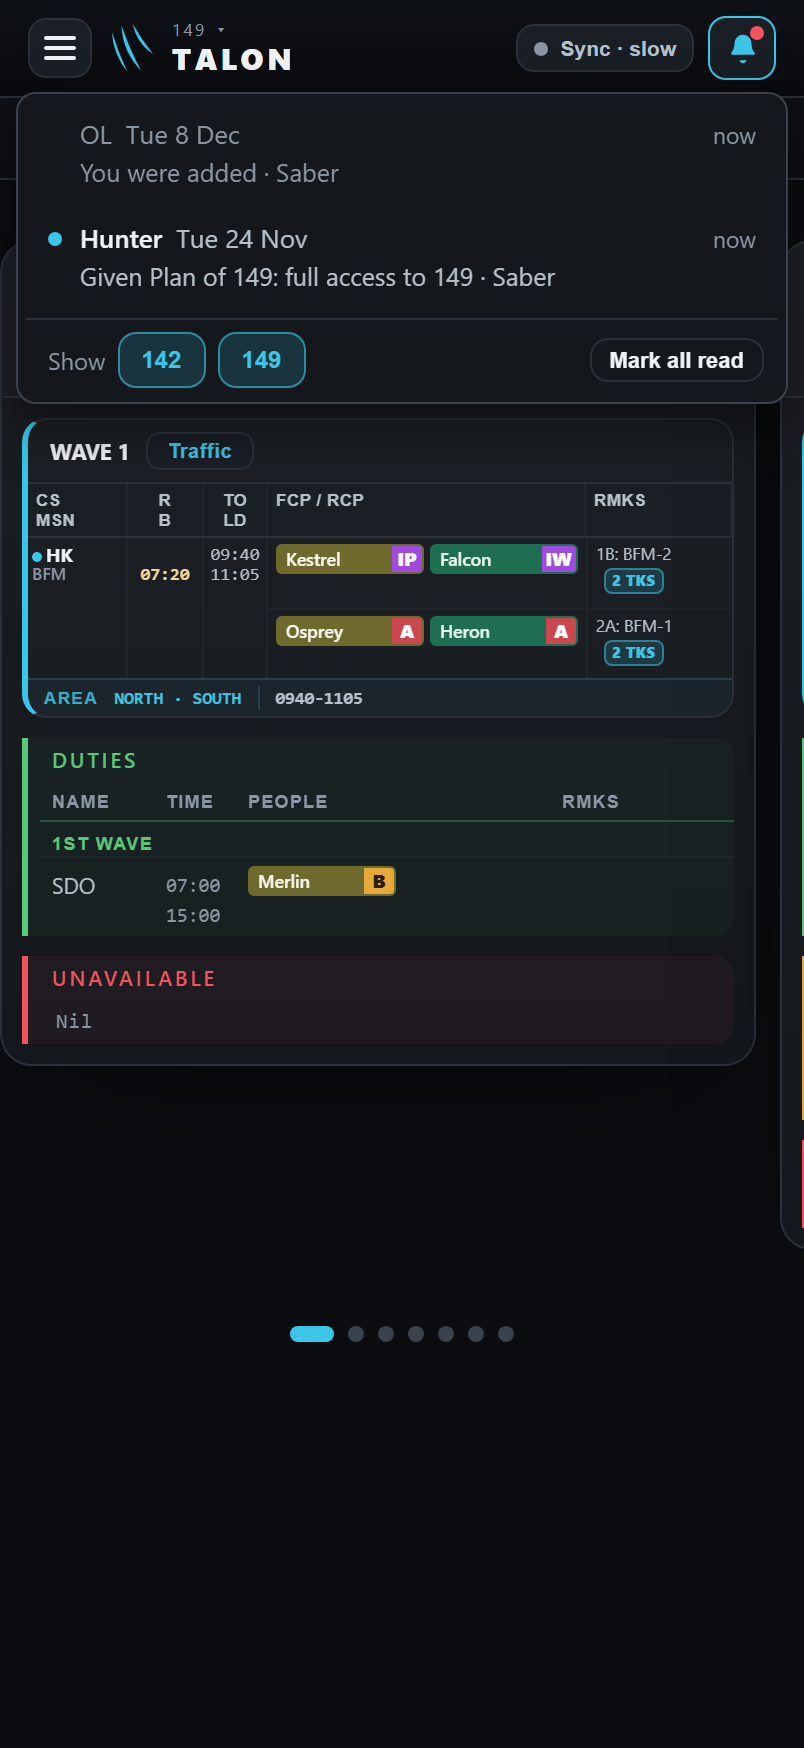 149 ▾
TALON
Sync · slow
OL Tue 8 Dec now
You were added · Saber
Hunter Tue 24 Nov now
Given Plan of 149: full access to 149 · Saber
Show 142 149 Mark all read
WAVE 1 Traffic
CS R TO FCP / RCP RMKS
MSN B LD
HK 09:40 Kestrel IP Falcon IW 1B: BFM-2
BFM 07:20 11:05 2 TKS
Osprey A Heron A 2A: BFM-1
2 TKS
AREA NORTH · SOUTH 0940-1105
DUTIES
NAME TIME PEOPLE RMKS
1ST WAVE
SDO 07:00 Merlin B
15:00
UNAVAILABLE
Nil